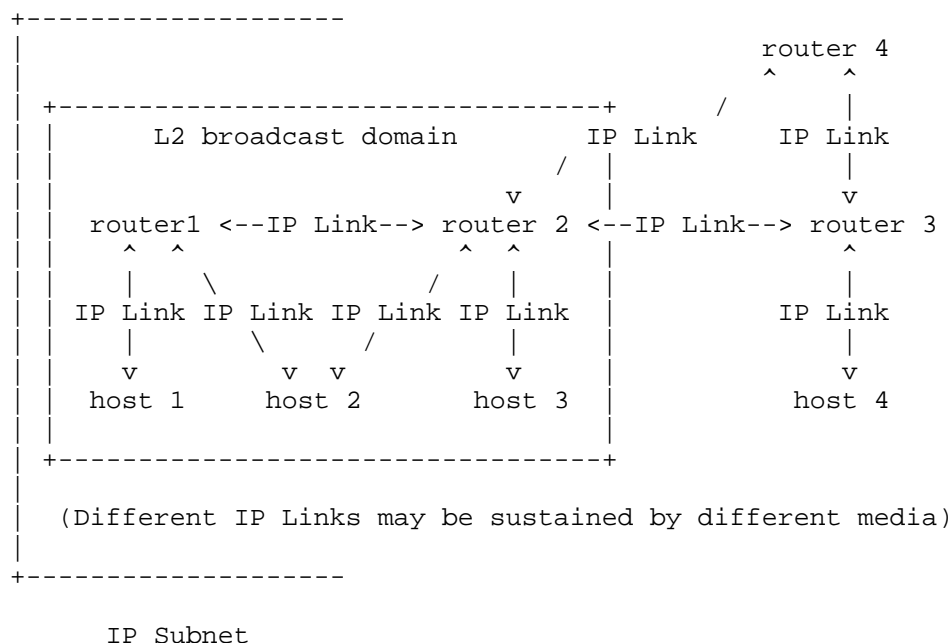 router 4
L2 broadcast domain IP Link IP Link
router1 <--IP Link--> router 2 <--IP Link--> router 3
IP Link IP Link IP Link IP Link IP Link
host 1 host 2 host 3 host 4
(Different IP Links may be sustained by different media)
IP Subnet